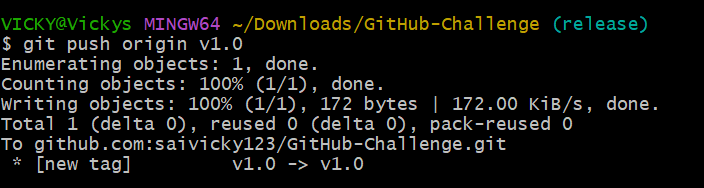 VICKY@Vickys MINGW64 ~/Downloads/GitHub-Challenge (release)
$ git push origin v1.0
Enumerating objects: 1, done.
Counting objects: 100% (1/1), done.
Writing objects: 100% (1/1), 172 bytes | 172.00 KiB/s, done.
Total 1 (delta 0), reused 0 (delta 0), pack-reused 0
To github.com:saivicky123/GitHub-Challenge.git
 * [new tag]         v1.0 -> v1.0